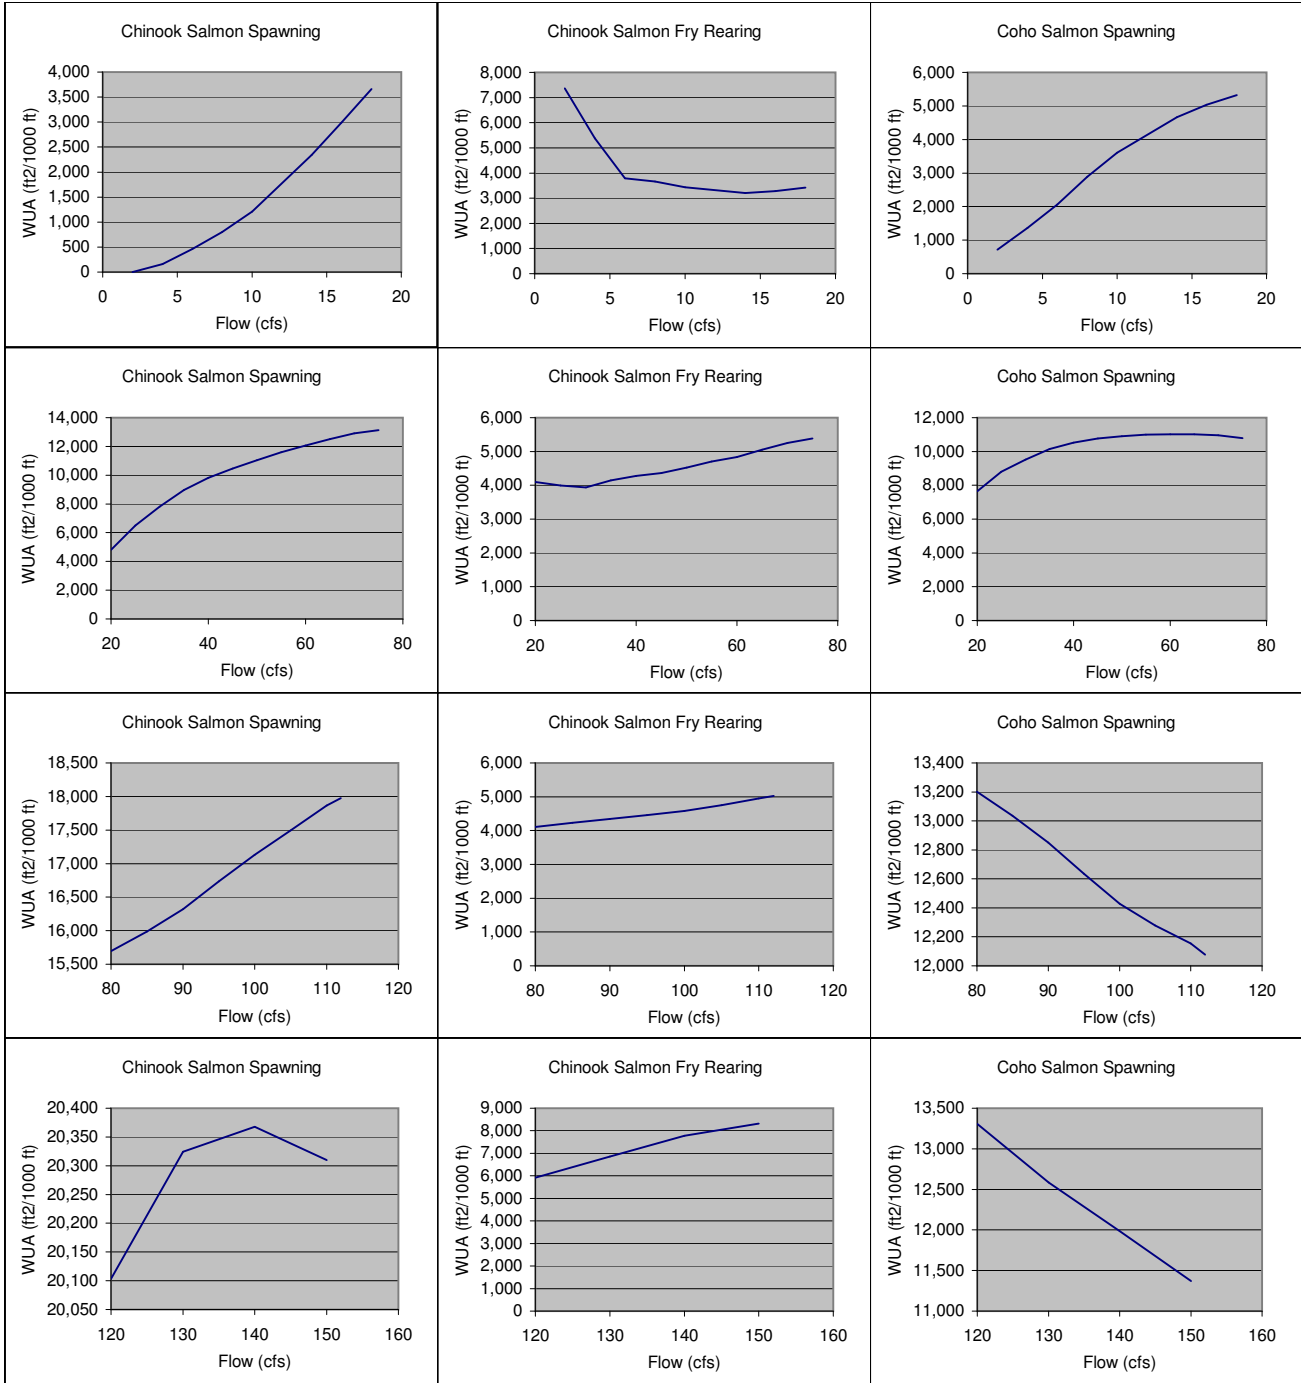 Chinook Salmon Spawning
WUA (ft2/1000 ft)
4,000
3,500
3,000
2,500
2,000
1,500
1,000
500
0
0 5 10 15 20
Flow (cfs)
Chinook Salmon Fry Rearing
WUA (ft2/1000 ft)
8,000
7,000
6,000
5,000
4,000
3,000
2,000
1,000
0
0 5 10 15 20
Flow (cfs)
Coho Salmon Spawning
WUA (ft2/1000 ft)
6,000
5,000
4,000
3,000
2,000
1,000
0
0 5 10 15 20
Flow (cfs)
Chinook Salmon Spawning
WUA (ft2/1000 ft)
14,000
12,000
10,000
8,000
6,000
4,000
2,000
0
20 40 60 80
Flow (cfs)
Chinook Salmon Fry Rearing
WUA (ft2/1000 ft)
6,000
5,000
4,000
3,000
2,000
1,000
0
20 40 60 80
Flow (cfs)
Coho Salmon Spawning
WUA (ft2/1000 ft)
12,000
10,000
8,000
6,000
4,000
2,000
0
20 40 60 80
Flow (cfs)
Chinook Salmon Spawning
WUA (ft2/1000 ft)
18,500
18,000
17,500
17,000
16,500
16,000
15,500
80 90 100 110 120
Flow (cfs)
Chinook Salmon Fry Rearing
WUA (ft2/1000 ft)
6,000
5,000
4,000
3,000
2,000
1,000
0
80 90 100 110 120
Flow (cfs)
Coho Salmon Spawning
WUA (ft2/1000 ft)
13,400
13,200
13,000
12,800
12,600
12,400
12,200
12,000
80 90 100 110 120
Flow (cfs)
Chinook Salmon Spawning
WUA (ft2/1000 ft)
20,400
20,350
20,300
20,250
20,200
20,150
20,100
20,050
120 130 140 150 160
Flow (cfs)
Chinook Salmon Fry Rearing
WUA (ft2/1000 ft)
9,000
8,000
7,000
6,000
5,000
4,000
3,000
2,000
1,000
0
120 130 140 150 160
Flow (cfs)
Coho Salmon Spawning
WUA (ft2/1000 ft)
13,500
13,000
12,500
12,000
11,500
11,000
120 130 140 150 160
Flow (cfs)